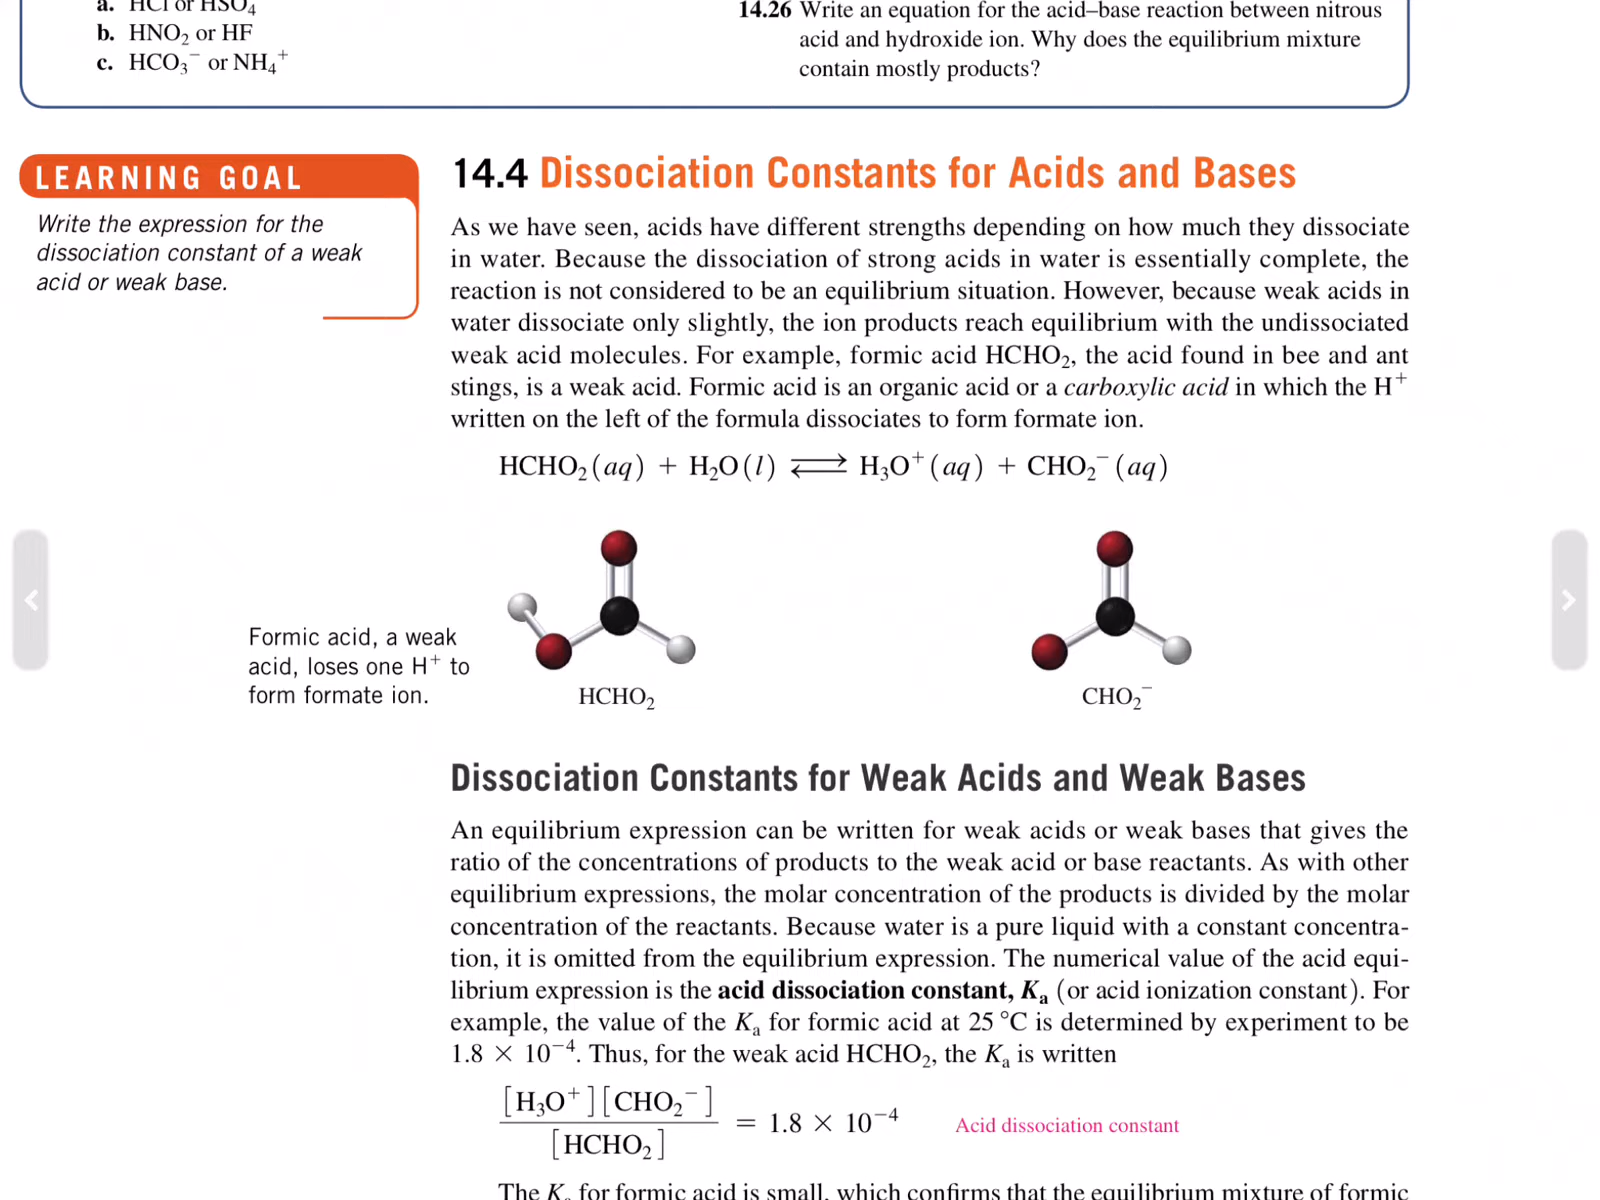 a. HCl or HSO₄
b. HNO₂ or HF
c. HCO₃⁻ or NH₄⁺
14.26 Write an equation for the acid–base reaction between nitrous
acid and hydroxide ion. Why does the equilibrium mixture
contain mostly products?
LEARNING GOAL
Write the expression for the
dissociation constant of a weak
acid or weak base.
14.4 Dissociation Constants for Acids and Bases
As we have seen, acids have different strengths depending on how much they dissociate
in water. Because the dissociation of strong acids in water is essentially complete, the
reaction is not considered to be an equilibrium situation. However, because weak acids in
water dissociate only slightly, the ion products reach equilibrium with the undissociated
weak acid molecules. For example, formic acid HCHO₂, the acid found in bee and ant
stings, is a weak acid. Formic acid is an organic acid or a carboxylic acid in which the H⁺
written on the left of the formula dissociates to form formate ion.
HCHO₂(aq) + H₂O(l) ⇌ H₃O⁺(aq) + CHO₂⁻(aq)
Formic acid, a weak
acid, loses one H⁺ to
form formate ion.
HCHO₂
CHO₂⁻
Dissociation Constants for Weak Acids and Weak Bases
An equilibrium expression can be written for weak acids or weak bases that gives the
ratio of the concentrations of products to the weak acid or base reactants. As with other
equilibrium expressions, the molar concentration of the products is divided by the molar
concentration of the reactants. Because water is a pure liquid with a constant concentra-
tion, it is omitted from the equilibrium expression. The numerical value of the acid equi-
librium expression is the acid dissociation constant, Kₐ (or acid ionization constant). For
example, the value of the Kₐ for formic acid at 25 °C is determined by experiment to be
1.8 × 10⁻⁴. Thus, for the weak acid HCHO₂, the Kₐ is written
[H₃O⁺][CHO₂⁻]
[HCHO₂]
= 1.8 × 10⁻⁴
Acid dissociation constant
The Kₐ for formic acid is small, which confirms that the equilibrium mixture of formic